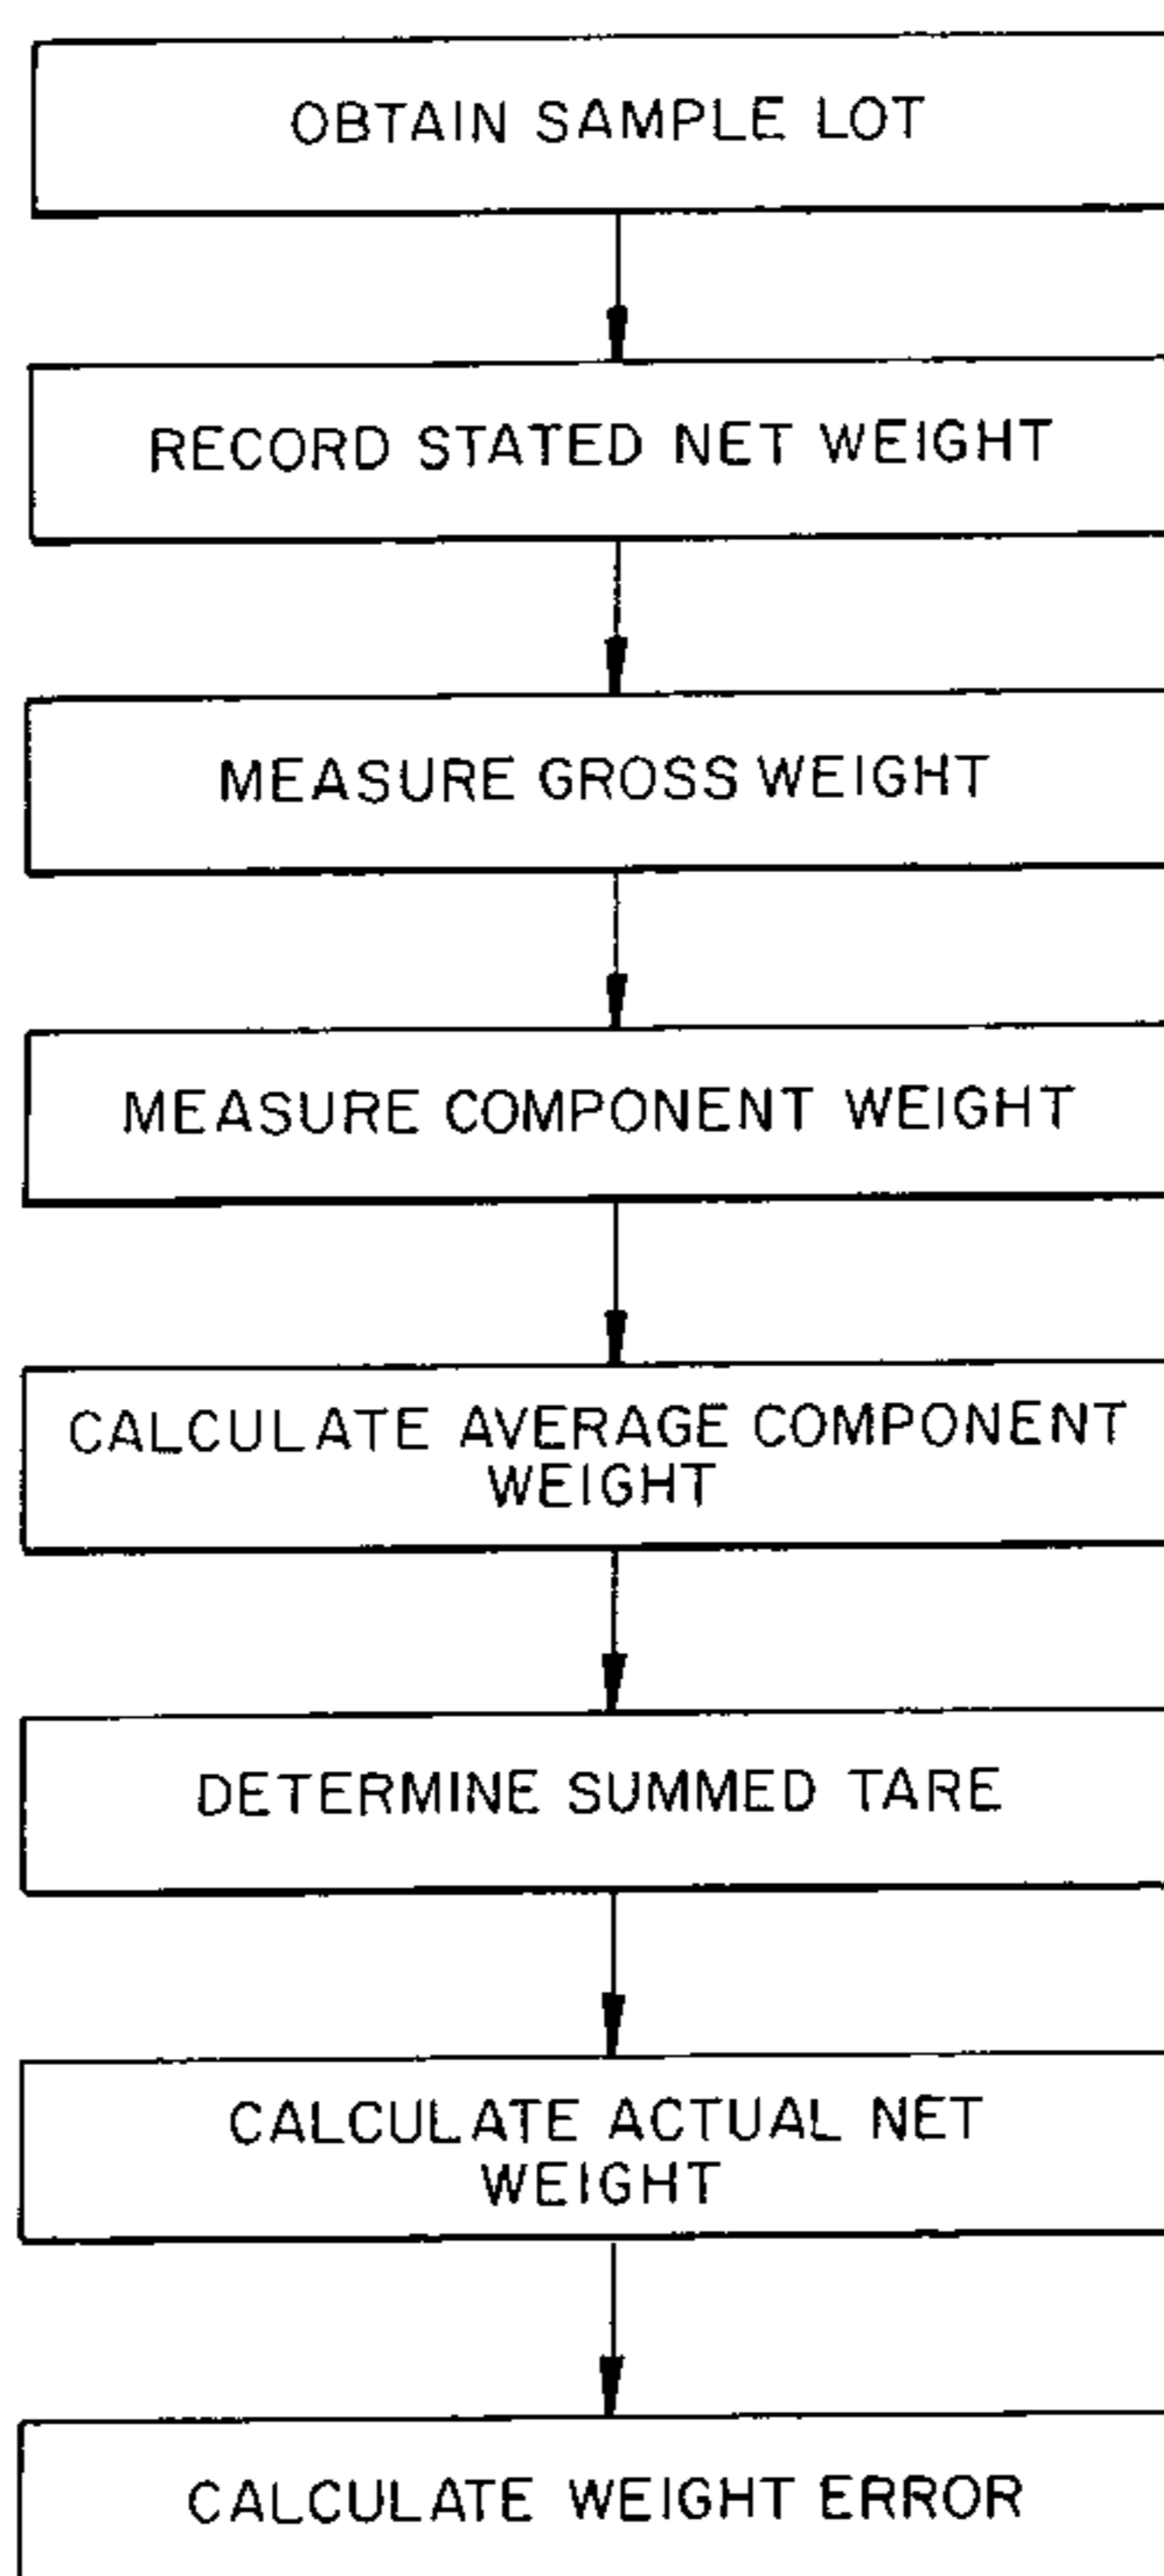 OBTAIN SAMPLE LOT
RECORD STATED NET WEIGHT
MEASURE GROSS WEIGHT
MEASURE COMPONENT WEIGHT
CALCULATE AVERAGE COMPONENT
WEIGHT
DETERMINE SUMMED TARE
CALCULATE ACTUAL NET
WEIGHT
CALCULATE WEIGHT ERROR